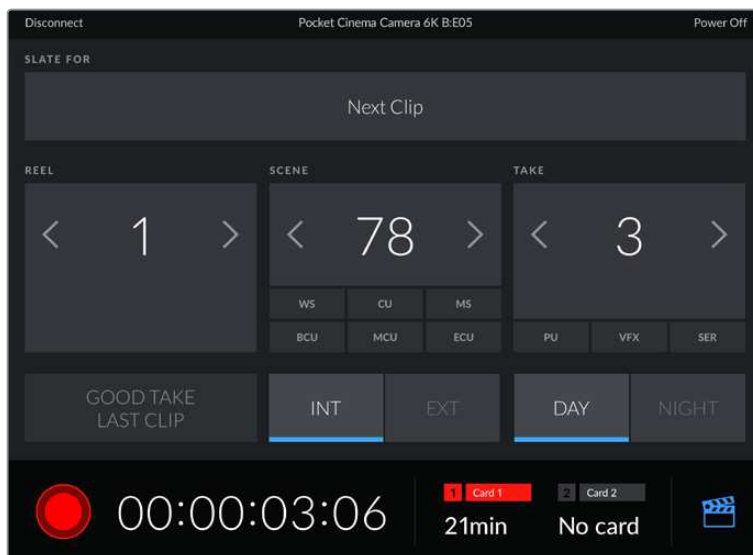 Disconnect Pocket Cinema Camera 6K B:E05 Power Off
SLATE FOR
Next Clip
REEL SCENE TAKE
1 78 3
WS CU MS
BCU MCU ECU PU VFX SER
GOOD TAKE
LAST CLIP
INT EXT DAY NIGHT
00:00:03:06
1 Card 1 2 Card 2
21min No card